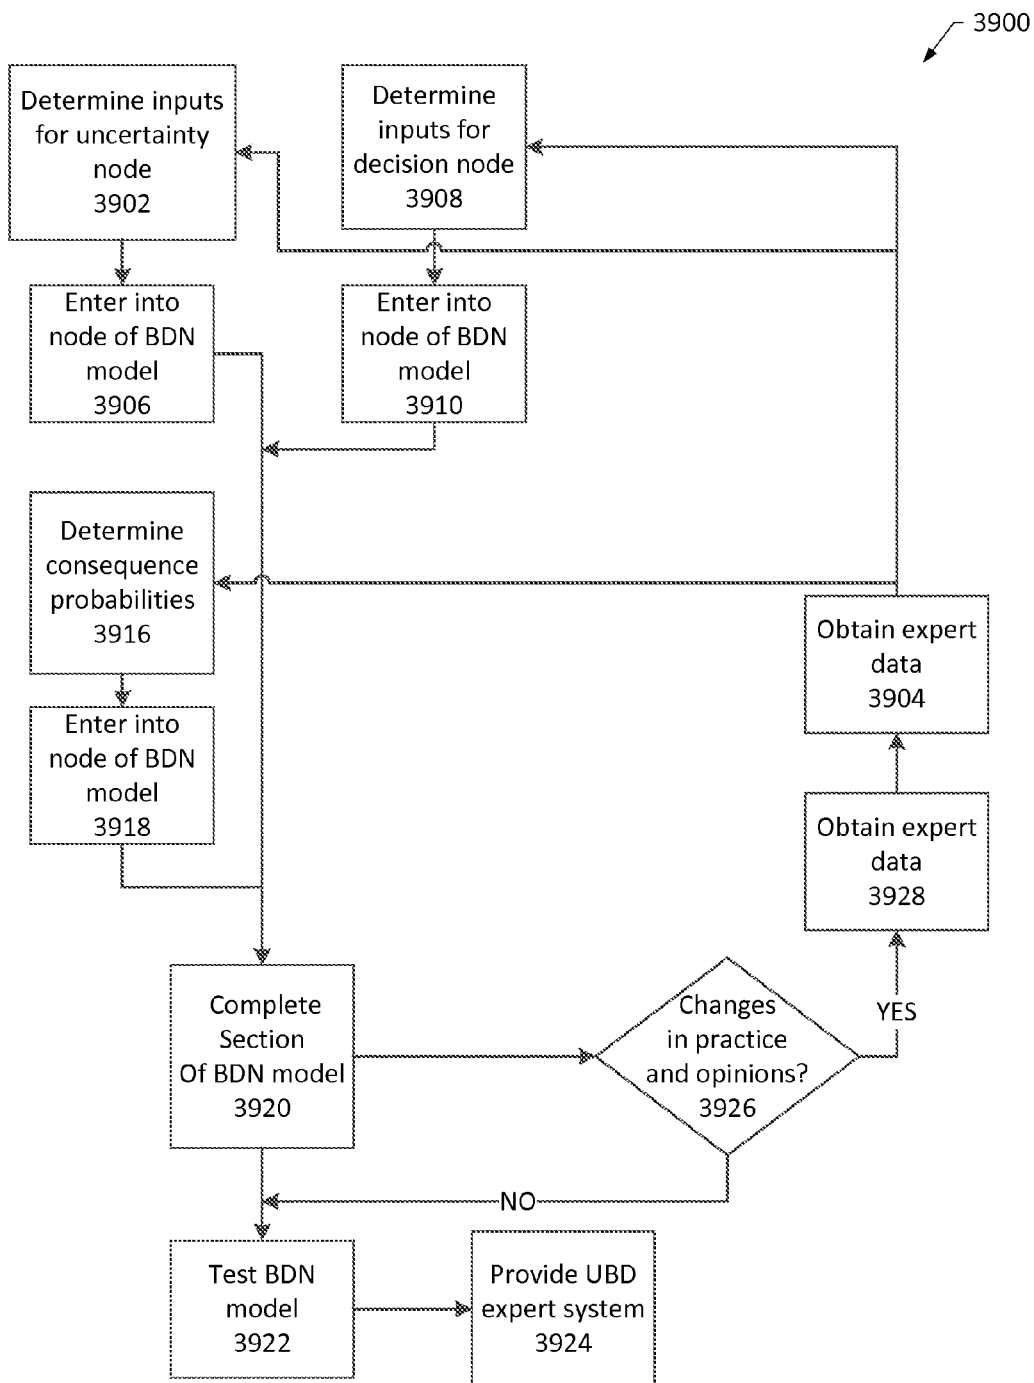 3900
Determine inputs
for uncertainty
node
3902
Determine
inputs for
decision node
3908
Enter into
node of BDN
model
3906
Enter into
node of BDN
model
3910
Determine
consequence
probabilities
3916
Obtain expert
data
3904
Enter into
node of BDN
model
3918
Obtain expert
data
3928
Complete
Section
Of BDN model
3920
Changes
in practice
and opinions?
3926
YES
NO
Test BDN
model
3922
Provide UBD
expert system
3924